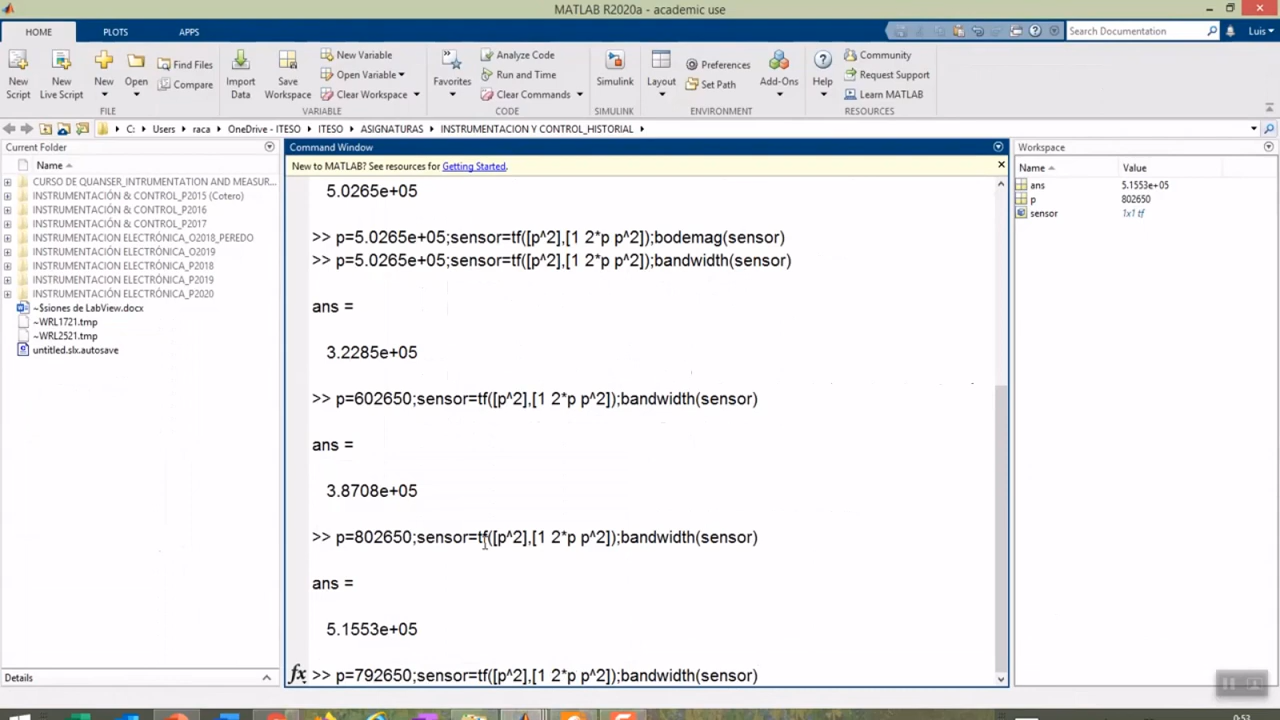 MATLAB R2020a - academic use
HOME PLOTS APPS
Search Documentation
Luis
New Script
New Live Script
New
Open
Find Files
Compare
FILE
Import Data
Save Workspace
New Variable
Open Variable
Clear Workspace
VARIABLE
Favorites
Analyze Code
Run and Time
Clear Commands
CODE
Simulink
SIMULINK
Layout
Preferences
Set Path
Add-Ons
ENVIRONMENT
Help
Community
Request Support
Learn MATLAB
RESOURCES
C: Users raca OneDrive - ITESO ITESO ASIGNATURAS INSTRUMENTACION Y CONTROL_HISTORIAL
Current Folder
Name
CURSO DE QUANSER_INTRUMENTATION AND MEASUR...
INSTRUMENTACIÓN & CONTROL_P2015 (Cotero)
INSTRUMENTACIÓN & CONTROL_P2016
INSTRUMENTACIÓN & CONTROL_P2017
INSTRUMENTACIÓN ELECTRÓNICA_O2018_PEREDO
INSTRUMENTACIÓN ELECTRÓNICA_O2019
INSTRUMENTACIÓN ELECTRÓNICA_P2018
INSTRUMENTACIÓN ELECTRÓNICA_P2019
INSTRUMENTACIÓN ELECTRÓNICA_P2020
~$siones de LabView.docx
~WRL1721.tmp
~WRL2521.tmp
untitled.slx.autosave
Details
Command Window
New to MATLAB? See resources for Getting Started.
5.0265e+05
>> p=5.0265e+05;sensor=tf([p^2],[1 2*p p^2]);bodemag(sensor)
>> p=5.0265e+05;sensor=tf([p^2],[1 2*p p^2]);bandwidth(sensor)
ans =
3.2285e+05
>> p=602650;sensor=tf([p^2],[1 2*p p^2]);bandwidth(sensor)
ans =
3.8708e+05
>> p=802650;sensor=tf([p^2],[1 2*p p^2]);bandwidth(sensor)
ans =
5.1553e+05
fx >> p=792650;sensor=tf([p^2],[1 2*p p^2]);bandwidth(sensor)
Workspace
Name Value
ans 5.1553e+05
p 802650
sensor 1x1 tf
0:53